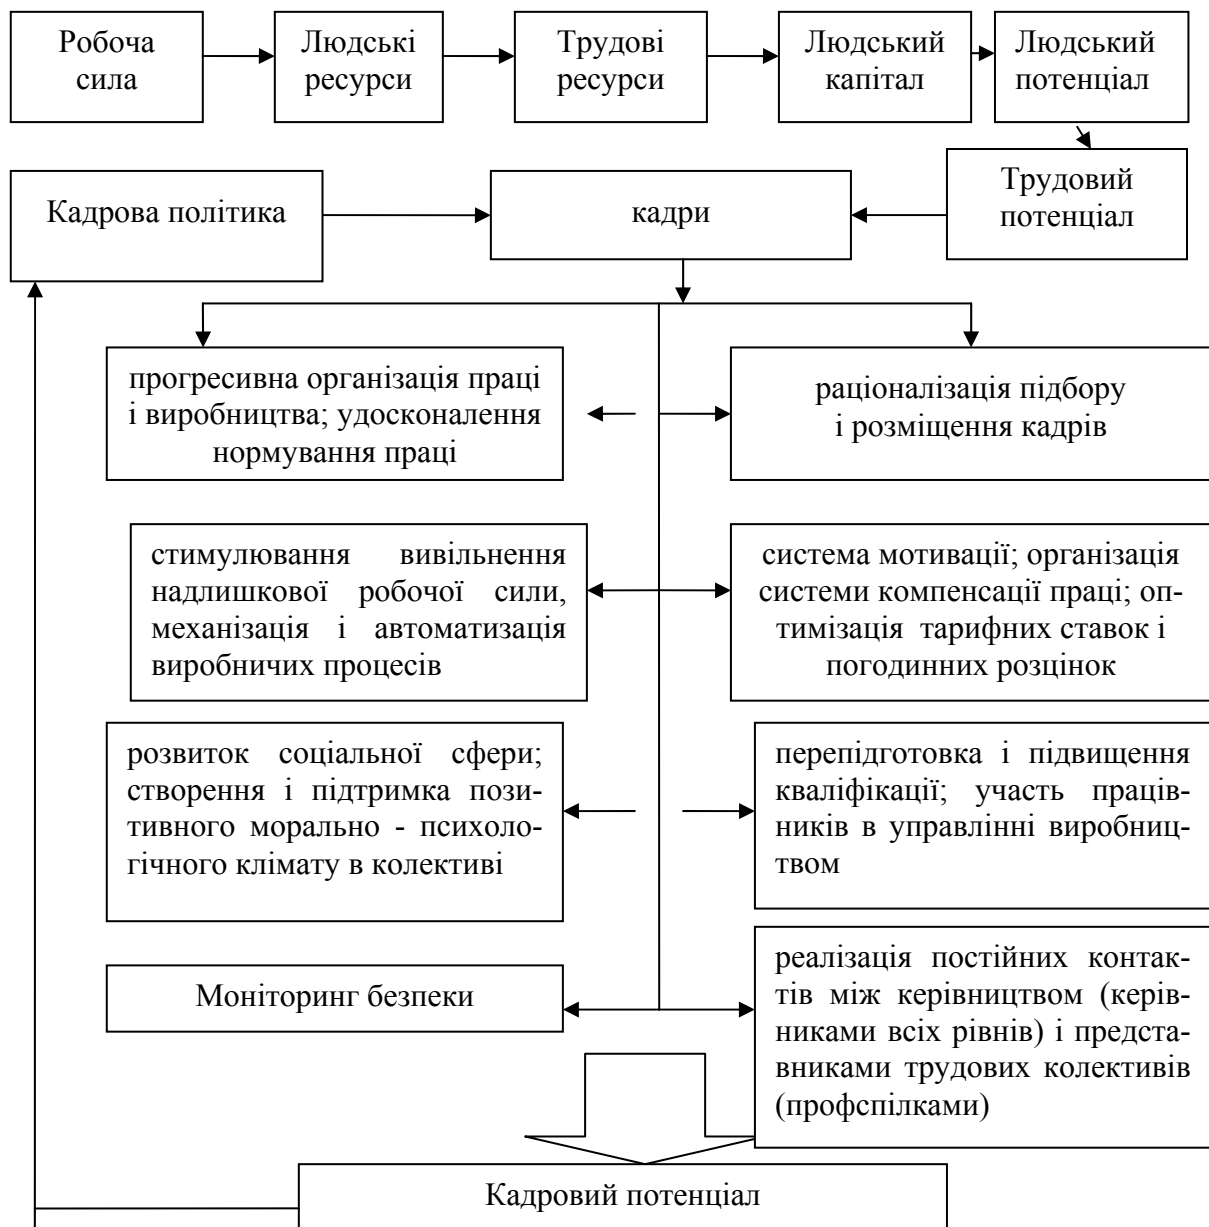 Робоча
сила
Людські
ресурси
Трудові
ресурси
Людський
капітал
Людський
потенціал
Кадрова політика
кадри
Трудовий
потенціал
прогресивна організація праці
і виробництва; удосконалення
нормування праці
раціоналізація підбору
і розміщення кадрів
стимулювання вивільнення
надлишкової робочої сили,
механізація і автоматизація
виробничих процесів
система мотивації; організація
системи компенсації праці; оп-
тимізація тарифних ставок і
погодинних розцінок
розвиток соціальної сфери;
створення і підтримка пози-
тивного морально - психоло-
гічного клімату в колективі
перепідготовка і підвищення
кваліфікації; участь праців-
ників в управлінні виробниц-
твом
Моніторинг безпеки
реалізація постійних контак-
тів між керівництвом (керів-
никами всіх рівнів) і предста-
вниками трудових колективів
(профспілками)
Кадровий потенціал